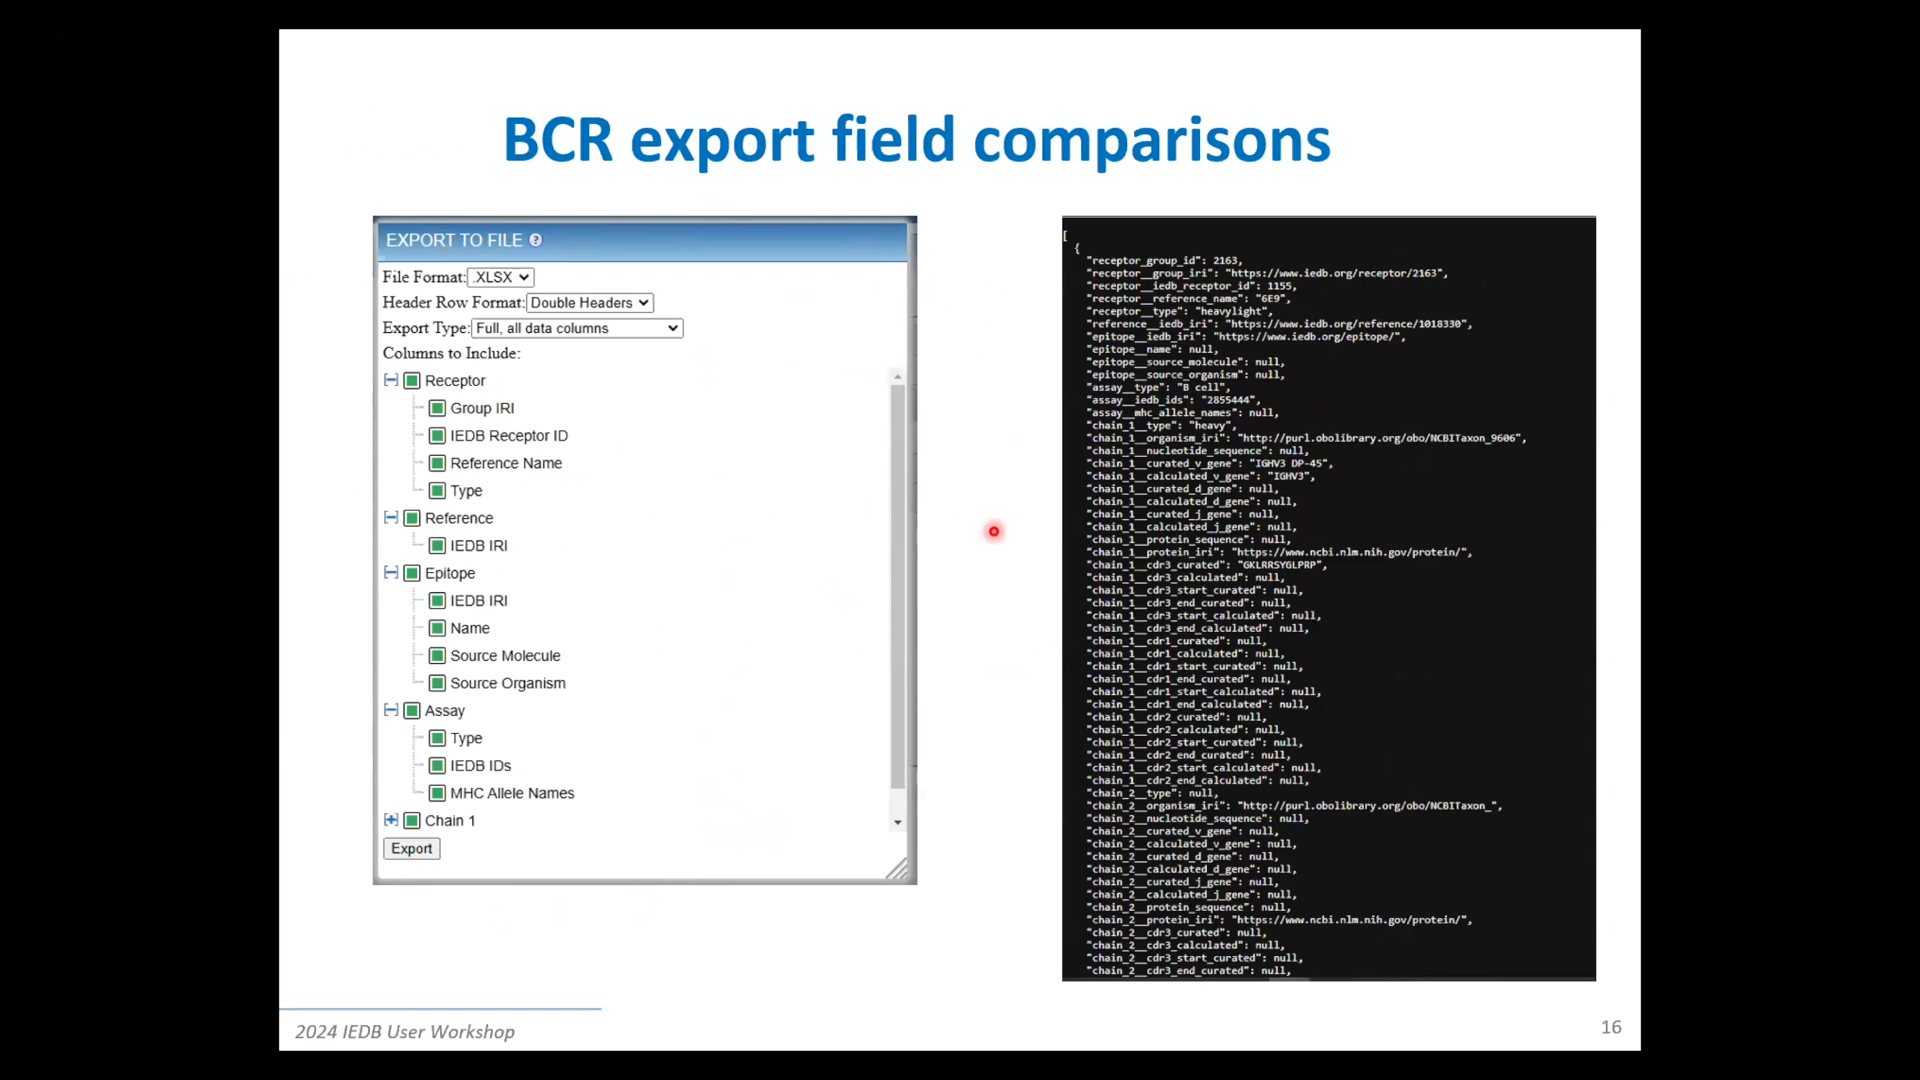 BCR export field comparisons
EXPORT TO FILE ?
File Format: .XLSX
Header Row Format: Double Headers
Export Type: Full, all data columns
Columns to Include:
Receptor
Group IRI
IEDB Receptor ID
Reference Name
Type
Reference
IEDB IRI
Epitope
IEDB IRI
Name
Source Molecule
Source Organism
Assay
Type
IEDB IDs
MHC Allele Names
Chain 1
Export
[
{
"receptor_group_id": 2163,
"receptor__group_iri": "https://www.iedb.org/receptor/2163",
"receptor__iedb_receptor_id": 1155,
"receptor__reference_name": "6E9",
"receptor__type": "heavylight",
"reference__iedb_iri": "https://www.iedb.org/reference/1018330",
"epitope__iedb_iri": "https://www.iedb.org/epitope/",
"epitope__name": null,
"epitope__source_molecule": null,
"epitope__source_organism": null,
"assay__type": "B cell",
"assay__iedb_ids": "2855444",
"assay__mhc_allele_names": null,
"chain_1__type": "heavy",
"chain_1__organism_iri": "http://purl.obolibrary.org/obo/NCBITaxon_9606",
"chain_1__nucleotide_sequence": null,
"chain_1__curated_v_gene": "IGHV3 DP-45",
"chain_1__calculated_v_gene": "IGHV3",
"chain_1__curated_d_gene": null,
"chain_1__calculated_d_gene": null,
"chain_1__curated_j_gene": null,
"chain_1__calculated_j_gene": null,
"chain_1__protein_sequence": null,
"chain_1__protein_iri": "https://www.ncbi.nlm.nih.gov/protein/",
"chain_1__cdr3_curated": "GKLRRSYGLPRP",
"chain_1__cdr3_calculated": null,
"chain_1__cdr3_start_curated": null,
"chain_1__cdr3_end_curated": null,
"chain_1__cdr3_start_calculated": null,
"chain_1__cdr3_end_calculated": null,
"chain_1__cdr1_curated": null,
"chain_1__cdr1_calculated": null,
"chain_1__cdr1_start_curated": null,
"chain_1__cdr1_end_curated": null,
"chain_1__cdr1_start_calculated": null,
"chain_1__cdr1_end_calculated": null,
"chain_1__cdr2_curated": null,
"chain_1__cdr2_calculated": null,
"chain_1__cdr2_start_curated": null,
"chain_1__cdr2_end_curated": null,
"chain_1__cdr2_start_calculated": null,
"chain_1__cdr2_end_calculated": null,
"chain_2__type": null,
"chain_2__organism_iri": "http://purl.obolibrary.org/obo/NCBITaxon_",
"chain_2__nucleotide_sequence": null,
"chain_2__curated_v_gene": null,
"chain_2__calculated_v_gene": null,
"chain_2__curated_d_gene": null,
"chain_2__calculated_d_gene": null,
"chain_2__curated_j_gene": null,
"chain_2__calculated_j_gene": null,
"chain_2__protein_sequence": null,
"chain_2__protein_iri": "https://www.ncbi.nlm.nih.gov/protein/",
"chain_2__cdr3_curated": null,
"chain_2__cdr3_calculated": null,
"chain_2__cdr3_start_curated": null,
"chain_2__cdr3_end_curated": null,
2024 IEDB User Workshop
16